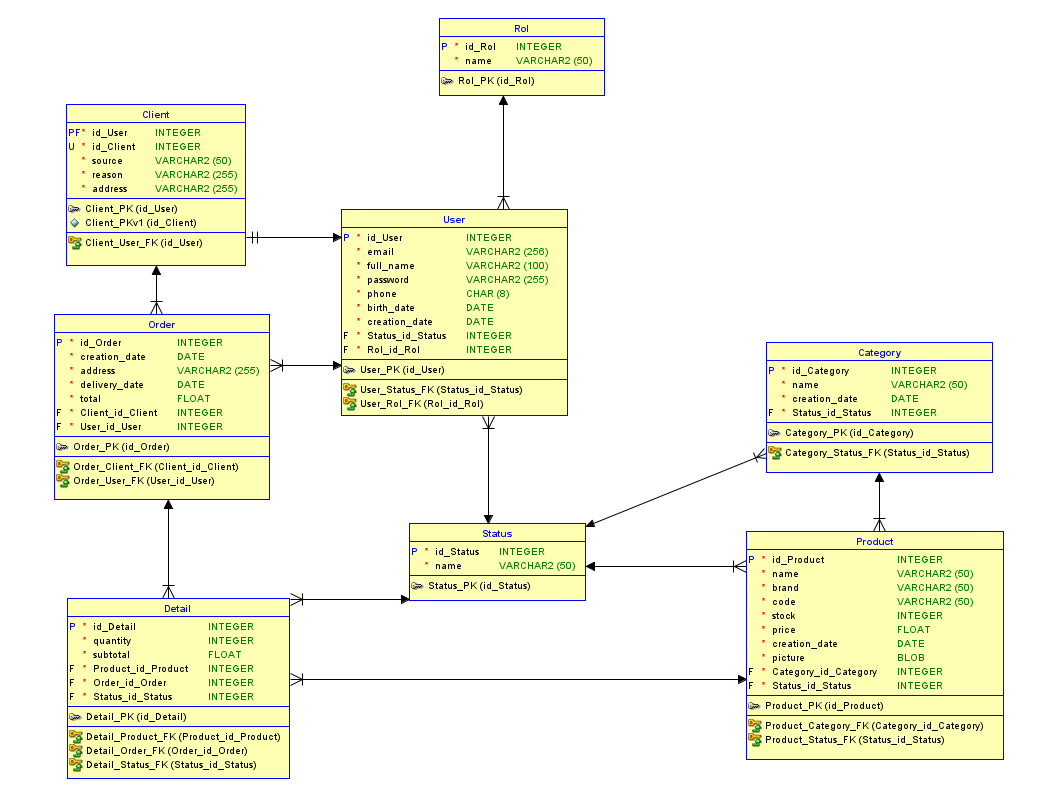 Rol
P * id_Rol INTEGER
* name VARCHAR2 (50)
Rol_PK (id_Rol)
Client
PF* id_User INTEGER
U * id_Client INTEGER
* source VARCHAR2 (50)
* reason VARCHAR2 (255)
* address VARCHAR2 (255)
Client_PK (id_User)
Client_PKv1 (id_Client)
Client_User_FK (id_User)
User
P * id_User INTEGER
* email VARCHAR2 (256)
* full_name VARCHAR2 (100)
* password VARCHAR2 (255)
* phone CHAR (8)
* birth_date DATE
* creation_date DATE
F * Status_id_Status INTEGER
F * Rol_id_Rol INTEGER
User_PK (id_User)
User_Status_FK (Status_id_Status)
User_Rol_FK (Rol_id_Rol)
Order
P * id_Order INTEGER
* creation_date DATE
* address VARCHAR2 (255)
* delivery_date DATE
* total FLOAT
F * Client_id_Client INTEGER
F * User_id_User INTEGER
Order_PK (id_Order)
Order_Client_FK (Client_id_Client)
Order_User_FK (User_id_User)
Category
P * id_Category INTEGER
* name VARCHAR2 (50)
* creation_date DATE
F * Status_id_Status INTEGER
Category_PK (id_Category)
Category_Status_FK (Status_id_Status)
Status
P * id_Status INTEGER
* name VARCHAR2 (50)
Status_PK (id_Status)
Product
P * id_Product INTEGER
* name VARCHAR2 (50)
* brand VARCHAR2 (50)
* code VARCHAR2 (50)
* stock INTEGER
* price FLOAT
* creation_date DATE
* picture BLOB
F * Category_id_Category INTEGER
F * Status_id_Status INTEGER
Product_PK (id_Product)
Product_Category_FK (Category_id_Category)
Product_Status_FK (Status_id_Status)
Detail
P * id_Detail INTEGER
* quantity INTEGER
* subtotal FLOAT
F * Product_id_Product INTEGER
F * Order_id_Order INTEGER
F * Status_id_Status INTEGER
Detail_PK (id_Detail)
Detail_Product_FK (Product_id_Product)
Detail_Order_FK (Order_id_Order)
Detail_Status_FK (Status_id_Status)